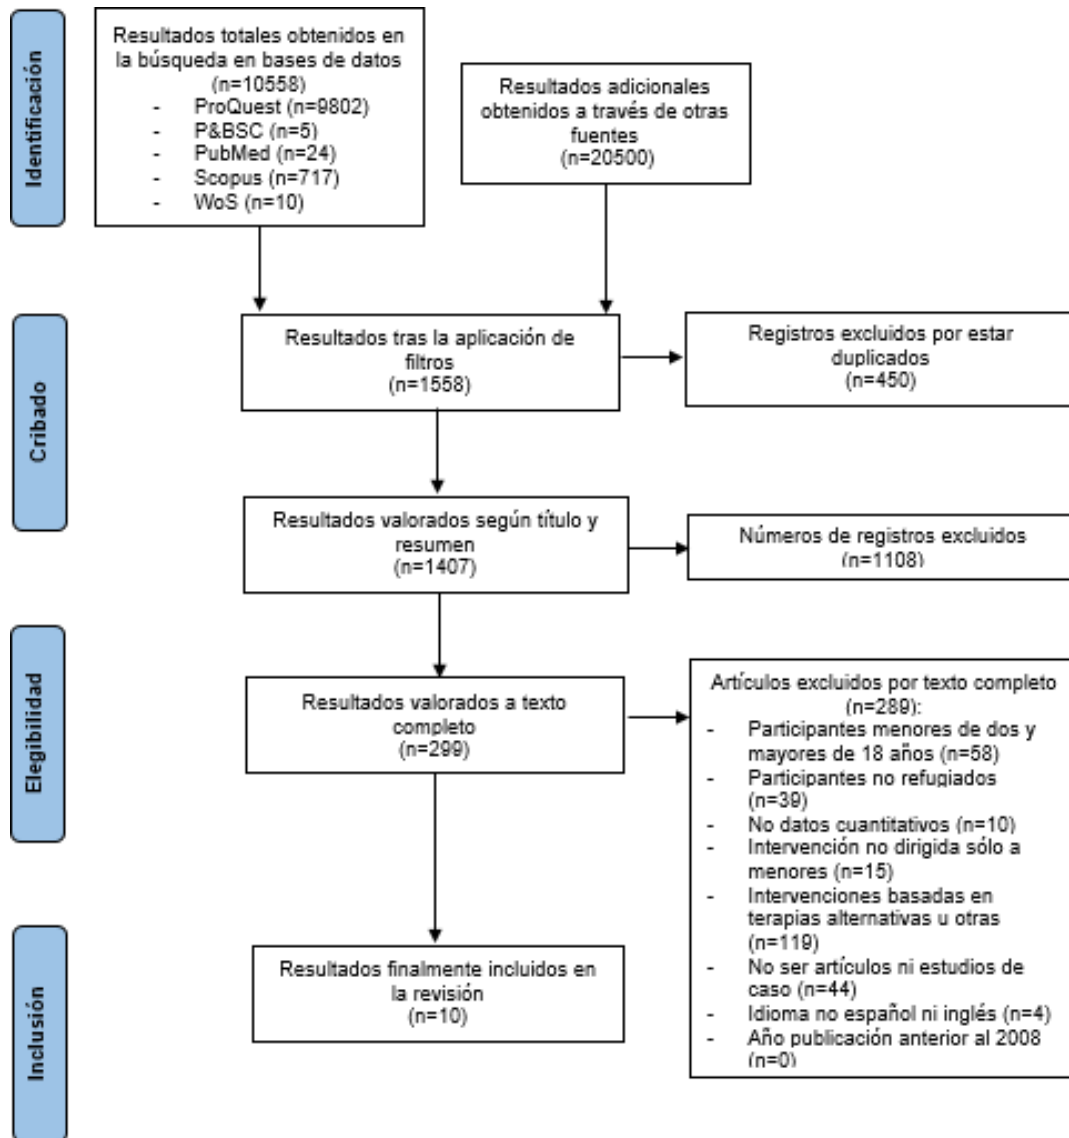 Identificación
Resultados totales obtenidos en
la búsqueda en bases de datos
(n=10558)
- ProQuest (n=9802)
- P&BSC (n=5)
- PubMed (n=24)
- Scopus (n=717)
- WoS (n=10)
Resultados adicionales
obtenidos a través de otras
fuentes
(n=20500)
Cribado
Resultados tras la aplicación de
filtros
(n=1558)
Registros excluidos por estar
duplicados
(n=450)
Resultados valorados según título y
resumen
(n=1407)
Números de registros excluidos
(n=1108)
Elegibilidad
Resultados valorados a texto
completo
(n=299)
Artículos excluidos por texto completo
(n=289):
- Participantes menores de dos y
mayores de 18 años (n=58)
- Participantes no refugiados
(n=39)
- No datos cuantitativos (n=10)
- Intervención no dirigida sólo a
menores (n=15)
- Intervenciones basadas en
terapias alternativas u otras
(n=119)
- No ser artículos ni estudios de
caso (n=44)
- Idioma no español ni inglés (n=4)
- Año publicación anterior al 2008
(n=0)
Inclusión
Resultados finalmente incluidos en
la revisión
(n=10)